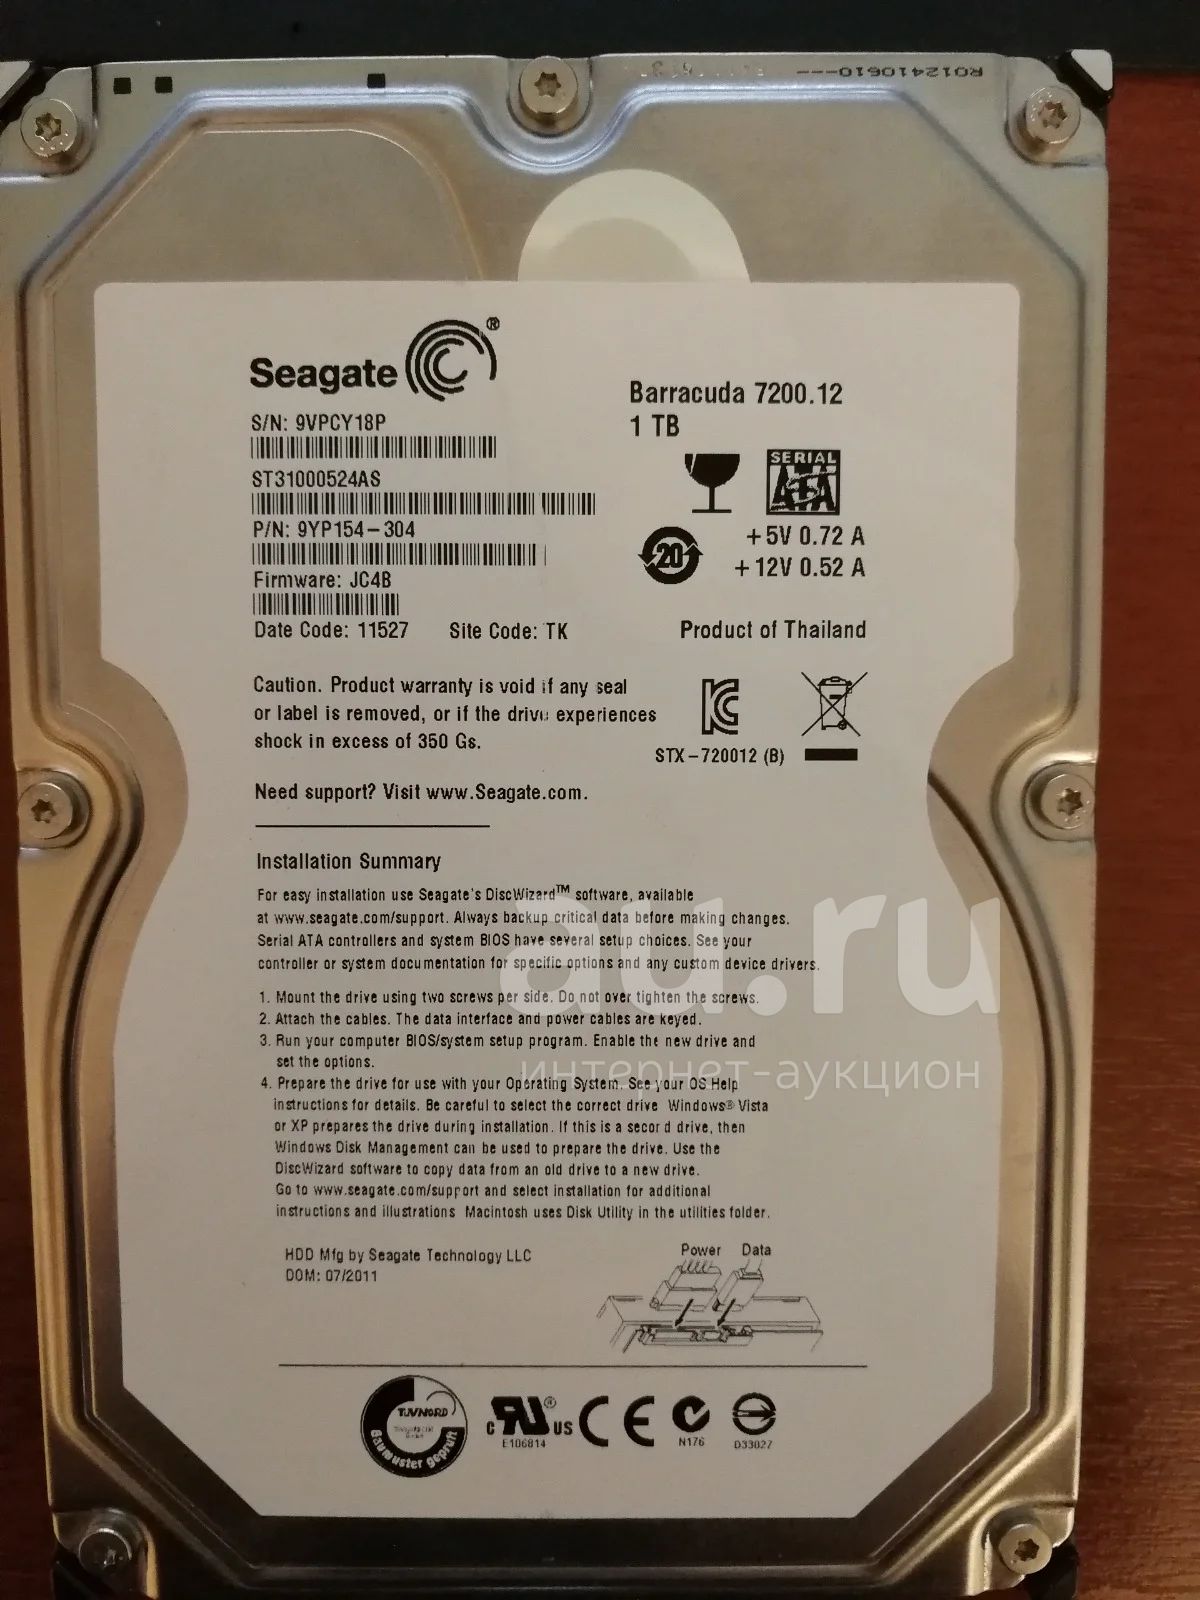 R012410610---
Seagate®
S/N: 9VPCY18P
ST31000524AS
P/N: 9YP154-304
Firmware: JC4B
Date Code: 11527 Site Code: TK
Barracuda 7200.12
1 TB
SERIAL
ATA
20
+5V 0.72 A
+12V 0.52 A
Product of Thailand
Caution. Product warranty is void if any seal
or label is removed, or if the drive experiences
shock in excess of 350 Gs.
STX-720012 (B)
Need support? Visit www.Seagate.com.
Installation Summary
For easy installation use Seagate's DiscWizard™ software, available
at www.seagate.com/support. Always backup critical data before making changes.
Serial ATA controllers and system BIOS have several setup choices. See your
controller or system documentation for specific options and any custom device drivers.
1. Mount the drive using two screws per side. Do not over tighten the screws.
2. Attach the cables. The data interface and power cables are keyed.
3. Run your computer BIOS/system setup program. Enable the new drive and
set the options.
4. Prepare the drive for use with your Operating System. See your OS Help
instructions for details. Be careful to select the correct drive Windows® Vista
or XP prepares the drive during installation. If this is a second drive, then
Windows Disk Management can be used to prepare the drive. Use the
DiscWizard software to copy data from an old drive to a new drive.
Go to www.seagate.com/support and select installation for additional
instructions and illustrations Macintosh uses Disk Utility in the utilities folder.
au.ru
интернет-аукцион
HDD Mfg by Seagate Technology LLC
DOM: 07/2011
Power Data
TÜVNORD
Baumuster geprüft
c RU® US
E106814
CE
N176
D33027